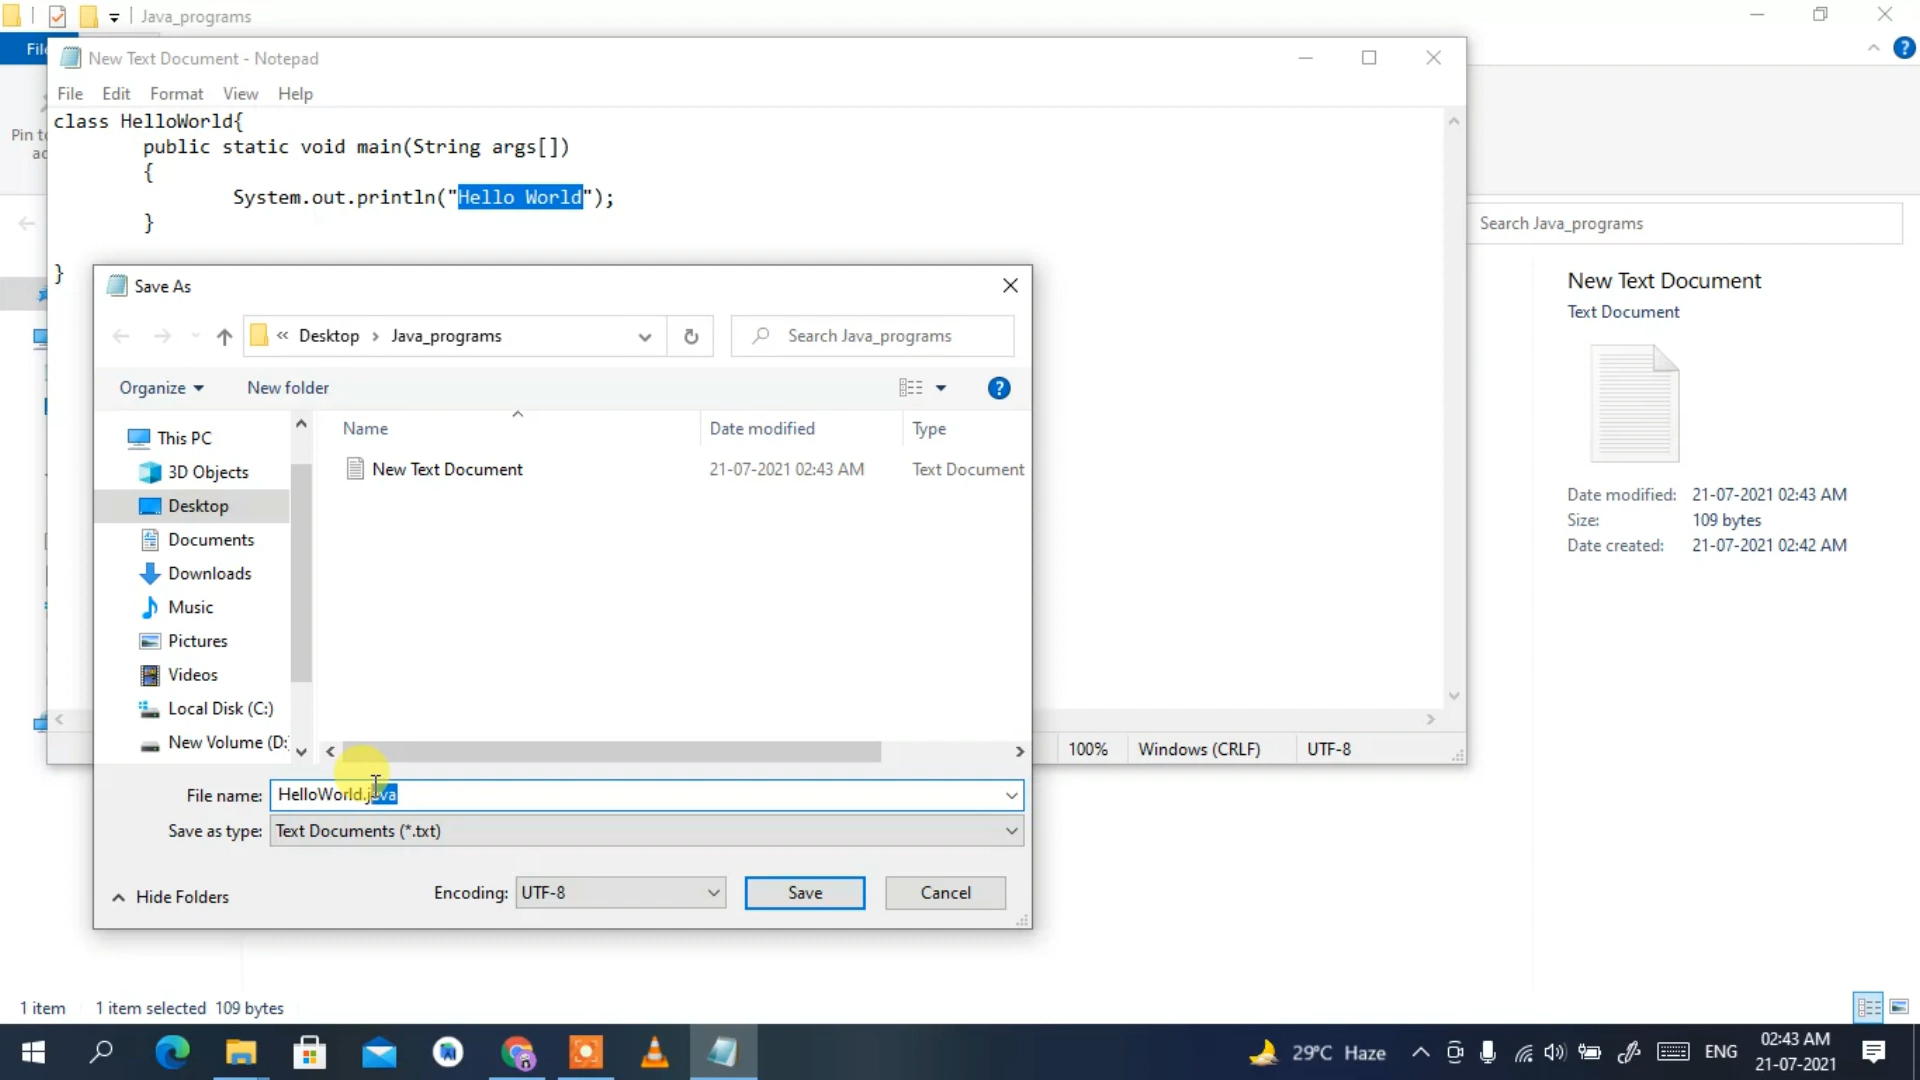 Java_programs
File
New Text Document - Notepad
File Edit Format View Help
class HelloWorld{
public static void main(String args[])
{
System.out.println("Hello World");
}
}
Pin to
Search Java_programs
Save As
« Desktop › Java_programs
Search Java_programs
Organize New folder
Name Date modified Type
New Text Document 21-07-2021 02:43 AM Text Document
This PC
3D Objects
Desktop
Documents
Downloads
Music
Pictures
Videos
Local Disk (C:)
New Volume (D:
File name: HelloWorld.java
Save as type: Text Documents (*.txt)
Hide Folders
Encoding: UTF-8 Save Cancel
100% Windows (CRLF) UTF-8
New Text Document
Text Document
Date modified: 21-07-2021 02:43 AM
Size: 109 bytes
Date created: 21-07-2021 02:42 AM
1 item 1 item selected 109 bytes
29°C Haze ENG
02:43 AM
21-07-2021